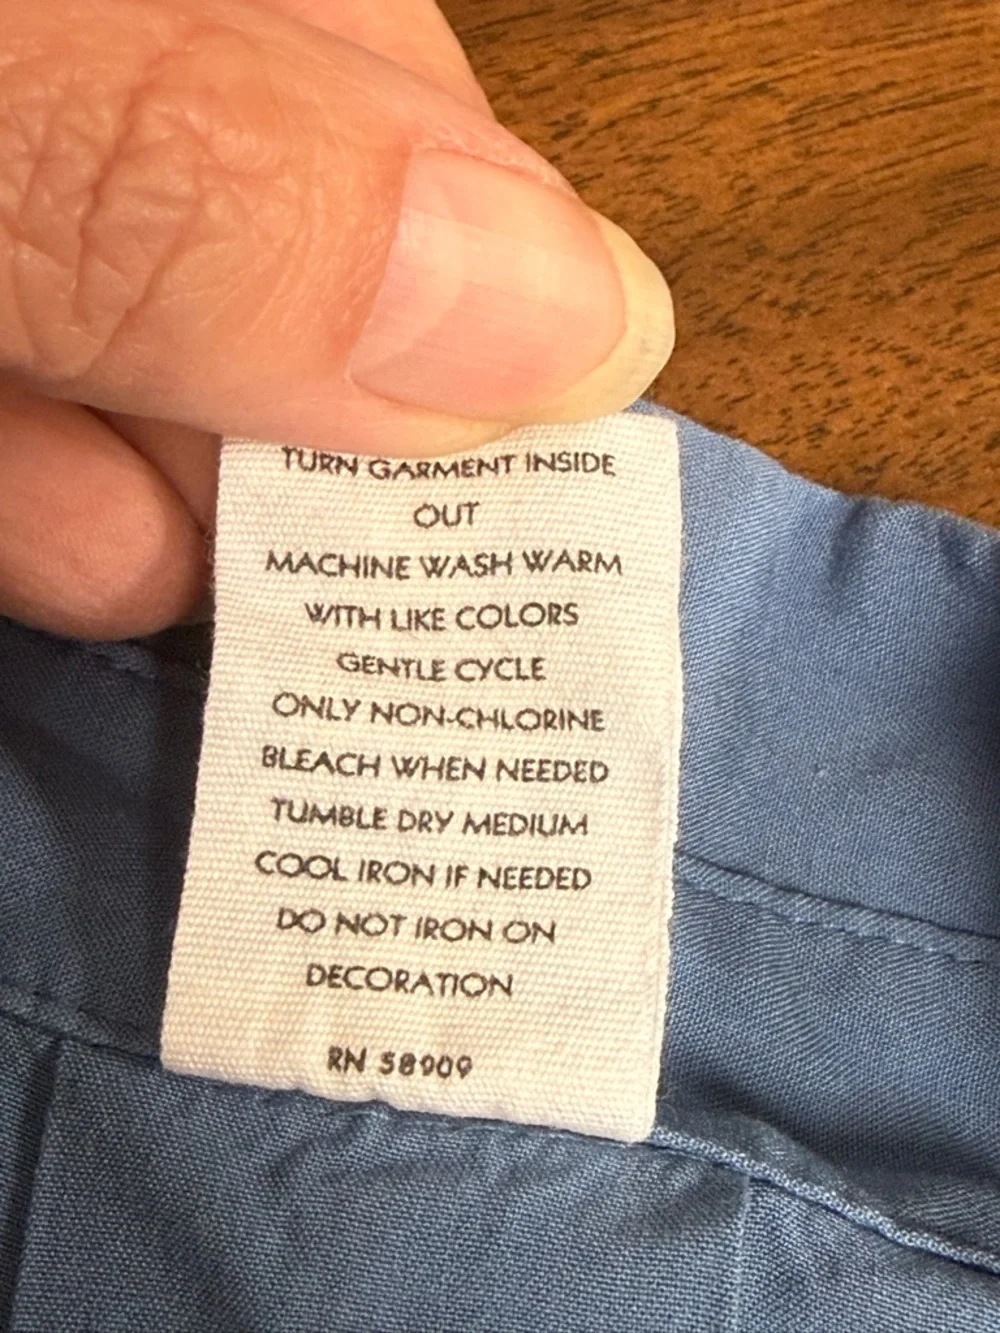 TURN GARMENT INSIDE
OUT
MACHINE WASH WARM
WITH LIKE COLORS
GENTLE CYCLE
ONLY NON-CHLORINE
BLEACH WHEN NEEDED
TUMBLE DRY MEDIUM
COOL IRON IF NEEDED
DO NOT IRON ON
DECORATION
RN 58909